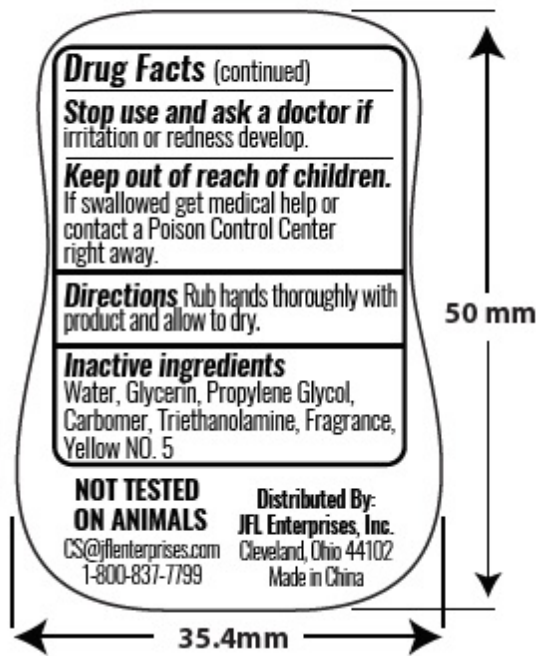 Drug Facts (continued)
Stop use and ask a doctor if
irritation or redness develop.
Keep out of reach of children.
If swallowed get medical help or
contact a Poison Control Center
right away.
Directions Rub hands thoroughly with
product and allow to dry.
Inactive ingredients
Water, Glycerin, Propylene Glycol,
Carbomer, Triethanolamine, Fragrance,
Yellow NO. 5
NOT TESTED
ON ANIMALS
CS@jflenterprises.com
1-800-837-7799
Distributed By:
JFL Enterprises, Inc.
Cleveland, Ohio 44102
Made in China
50 mm
35.4mm